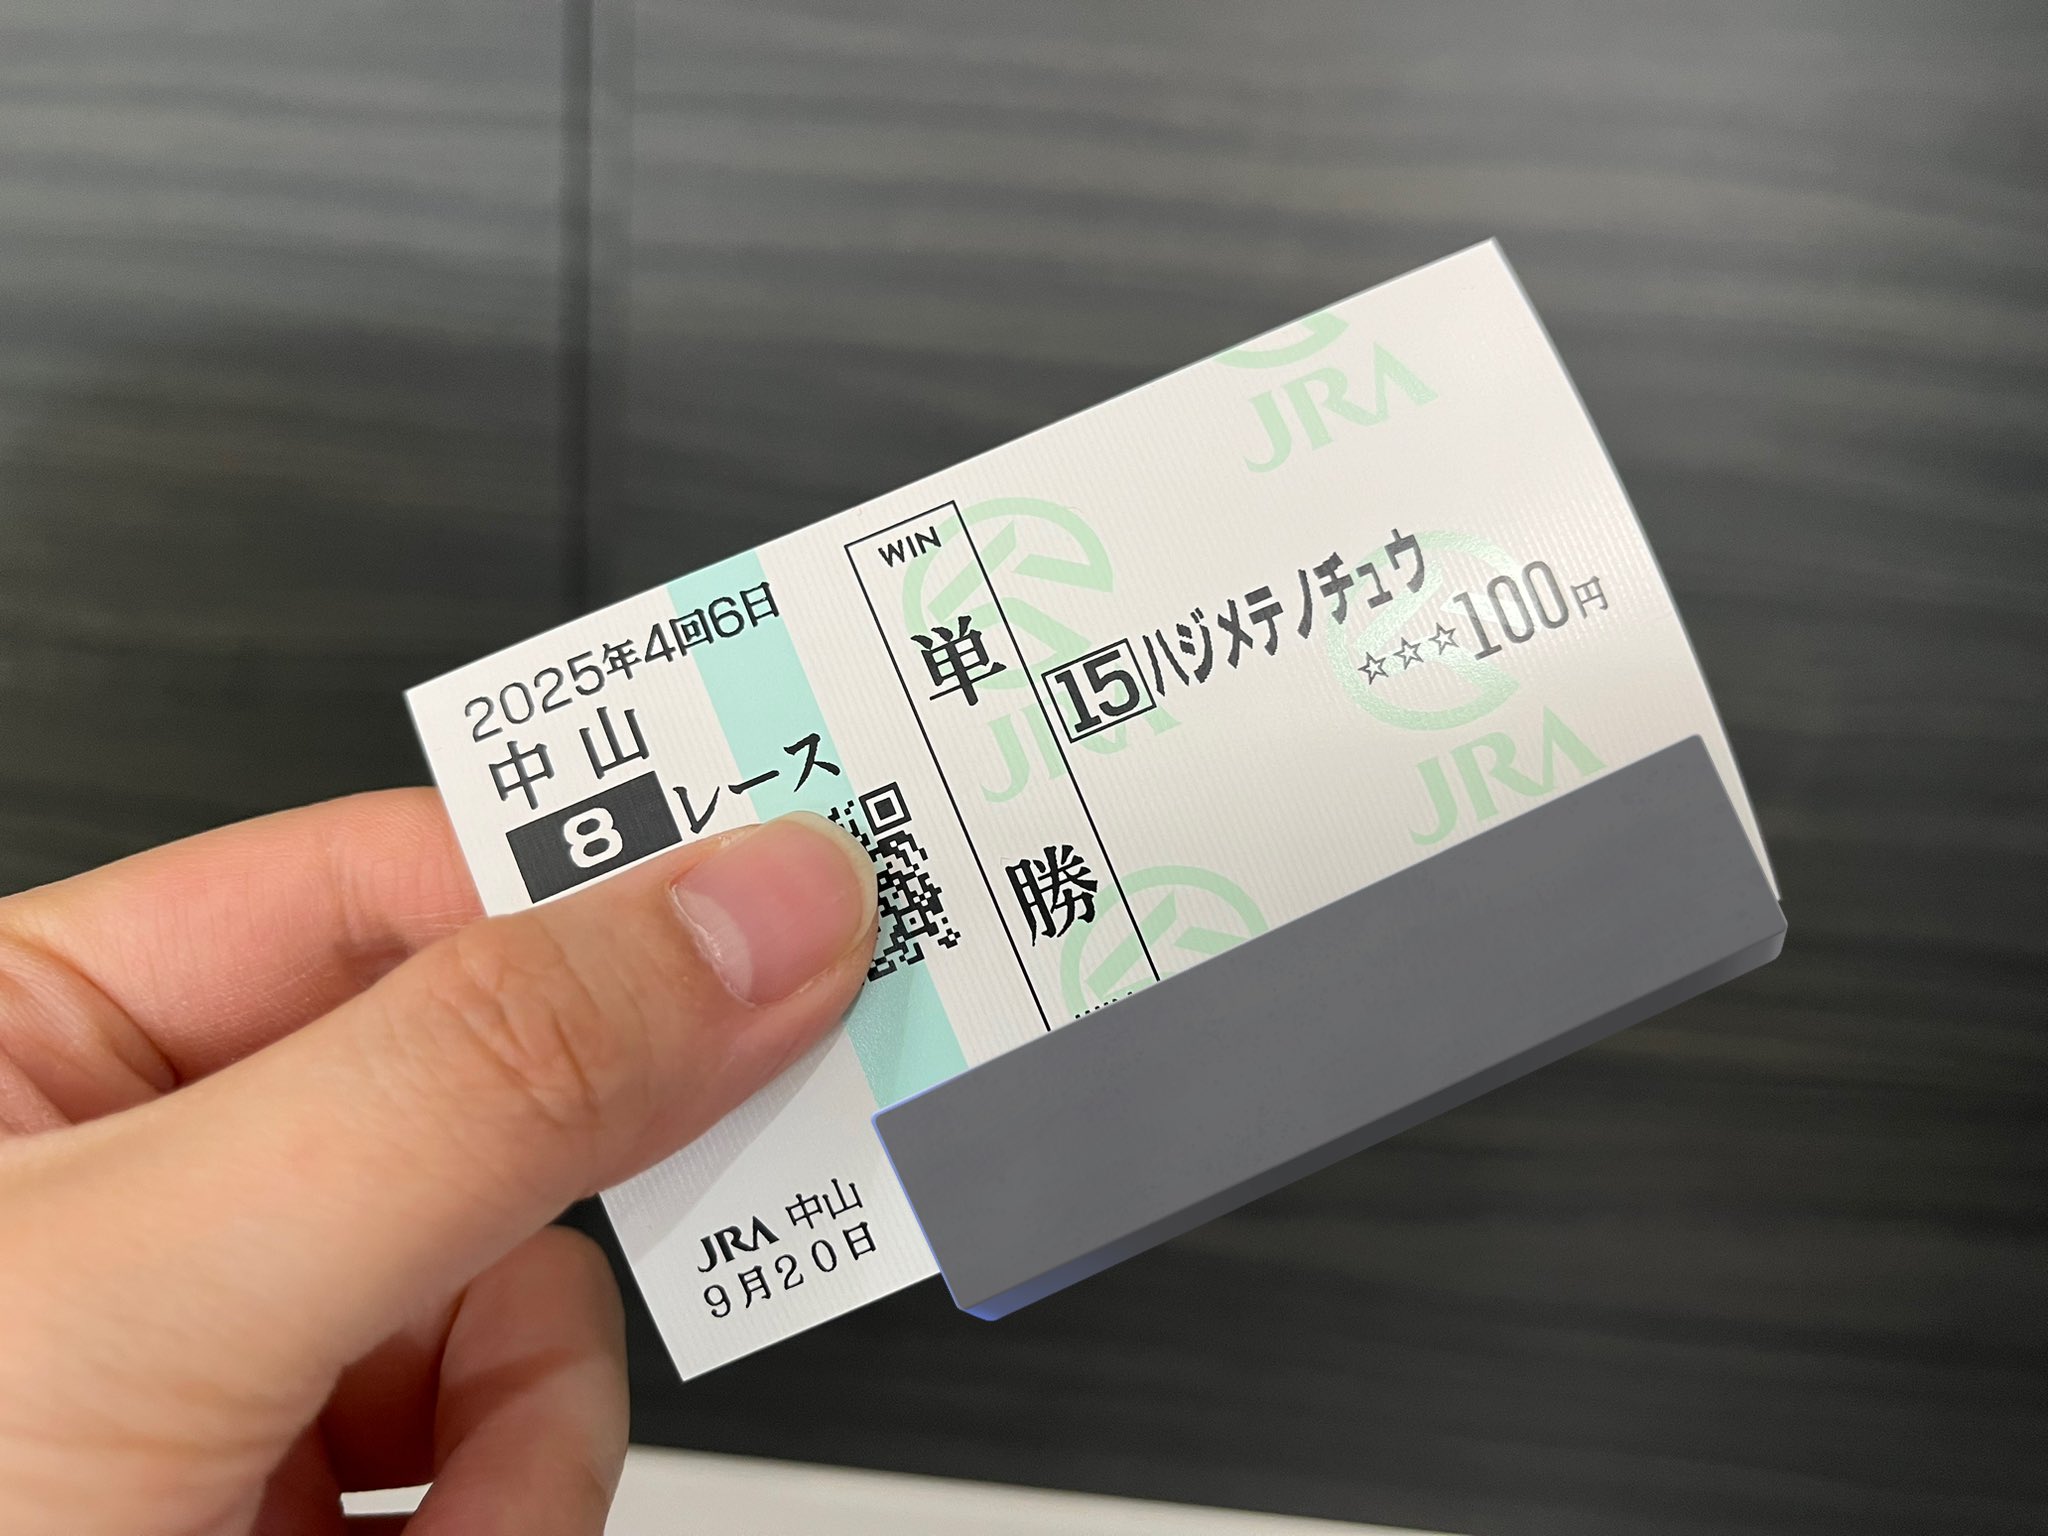 2025年4回6日
中山
8レース
WIN
単勝
15 ハジメテノチュウ
☆☆☆100円
JRA 中山
9月20日
JRA
JRA
JRA